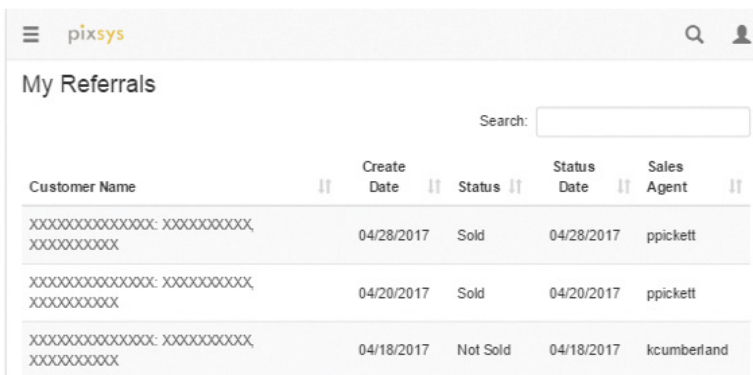 pixsys
My Referrals
Search:
Customer Name Create Date Status Status Date Sales Agent
XXXXXXXXXXXXXX: XXXXXXXXXX,
XXXXXXXXXX 04/28/2017 Sold 04/28/2017 ppickett
XXXXXXXXXXXXXX: XXXXXXXXXX,
XXXXXXXXXX 04/20/2017 Sold 04/20/2017 ppickett
XXXXXXXXXXXXXX: XXXXXXXXXX,
XXXXXXXXXX 04/18/2017 Not Sold 04/18/2017 kcumberland